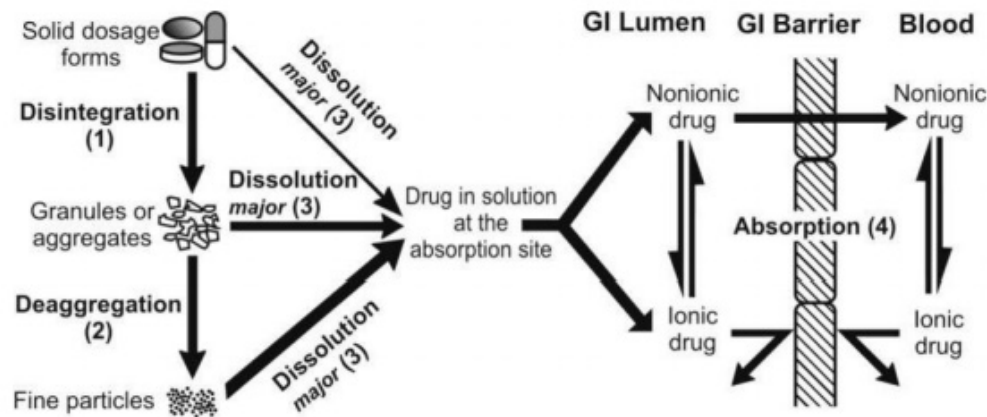 Solid dosage
forms
Disintegration
(1)
Granules or
aggregates
Deaggregation
(2)
Fine particles
Dissolution
major (3)
Dissolution
major (3)
Dissolution
major (3)
Drug in solution
at the
absorption site
GI Lumen
GI Barrier
Blood
Nonionic
drug
Nonionic
drug
Absorption (4)
Ionic
drug
Ionic
drug